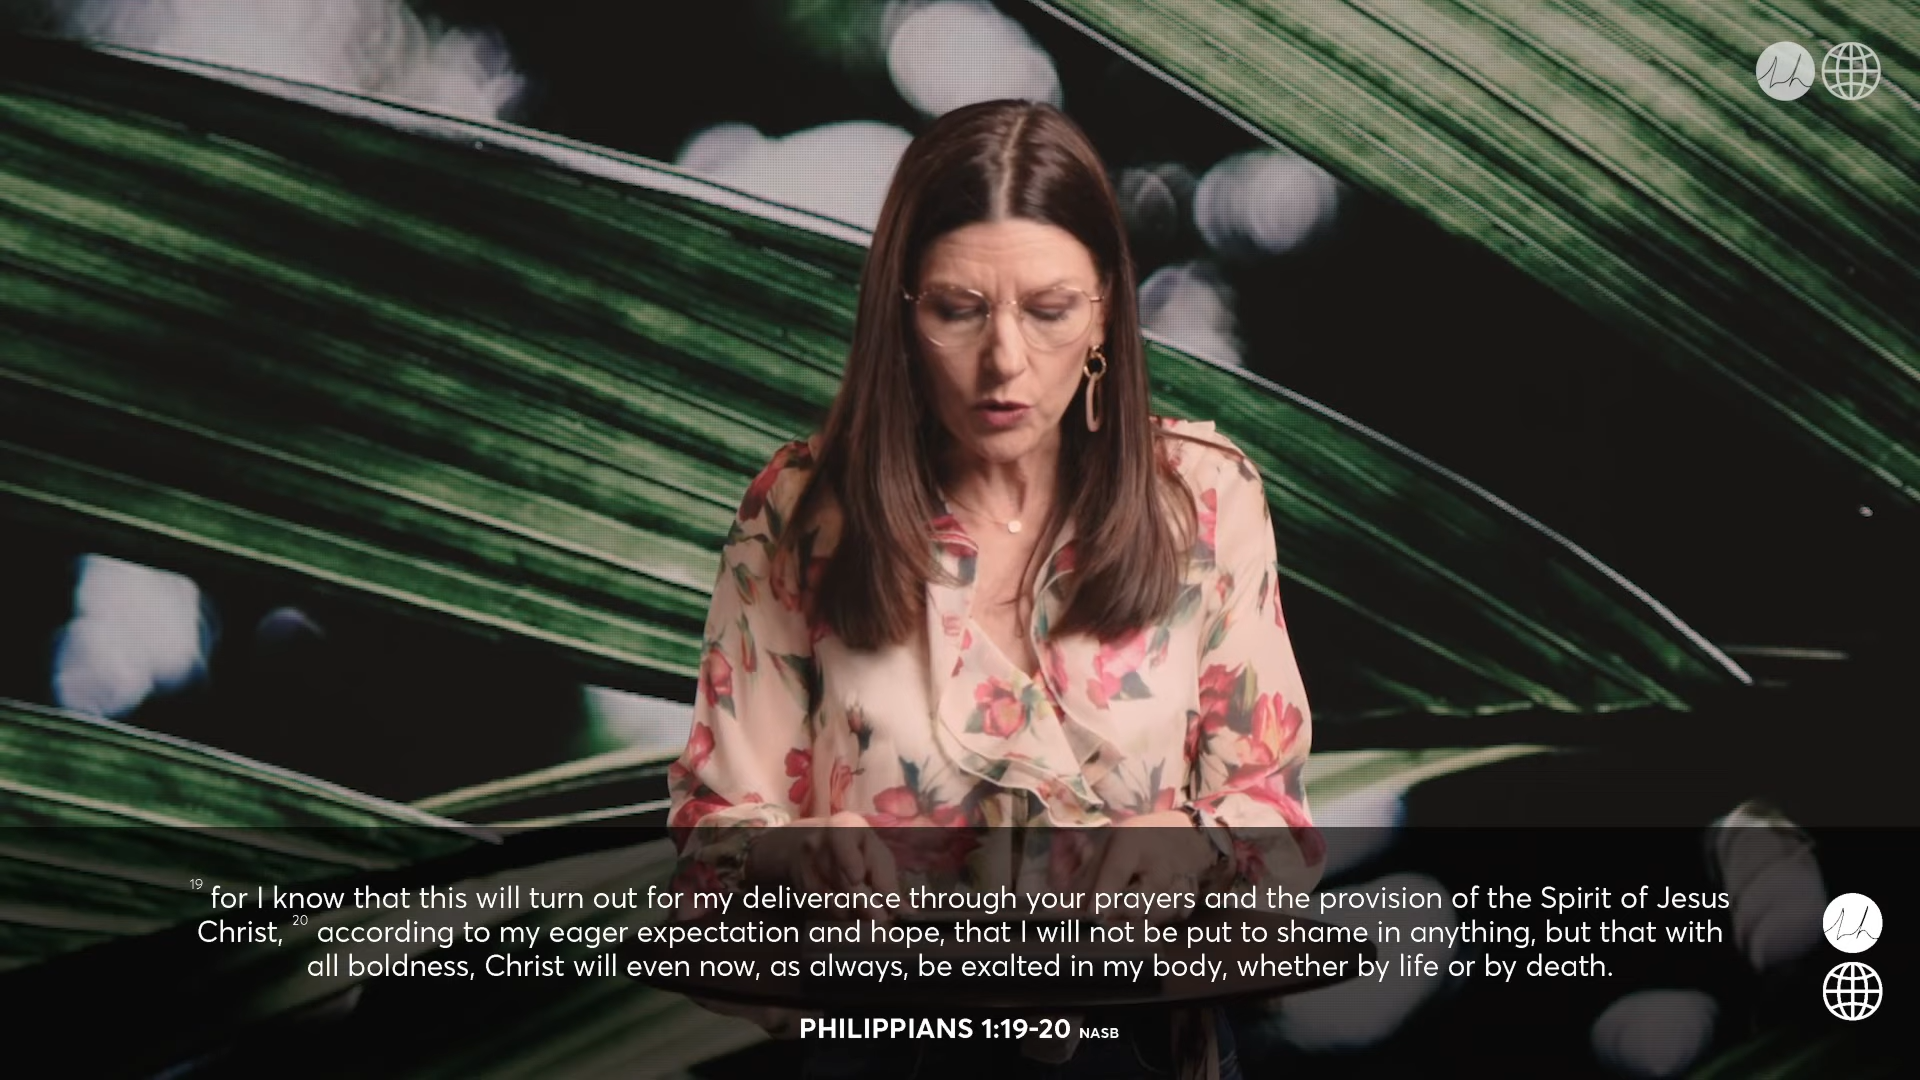 19 for I know that this will turn out for my deliverance through your prayers and the provision of the Spirit of Jesus
Christ, 20 according to my eager expectation and hope, that I will not be put to shame in anything, but that with
all boldness, Christ will even now, as always, be exalted in my body, whether by life or by death.
PHILIPPIANS 1:19-20 NASB